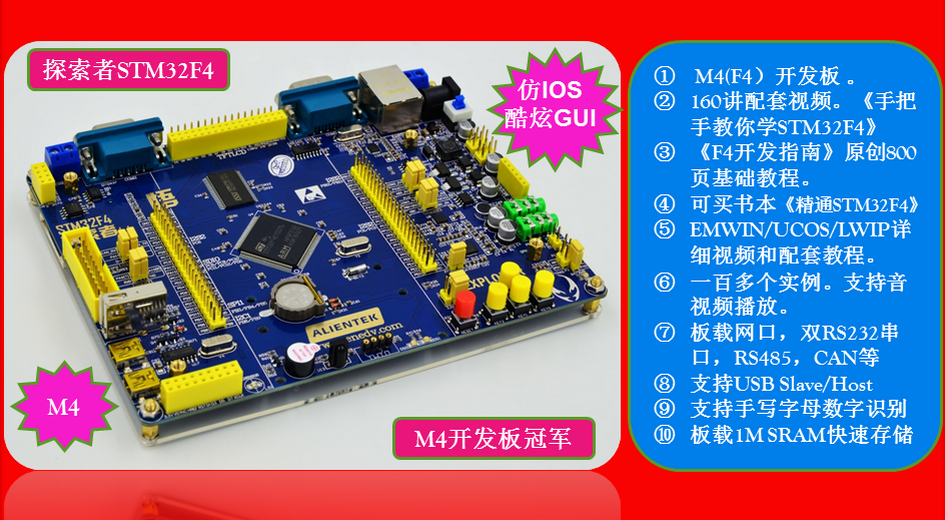 探索者STM32F4
仿IOS
酷炫GUI
TFTLCD
STM32F4
ALIENTEK
M4
M4开发板冠军
① M4(F4）开发板 。
② 160讲配套视频。《手把
手教你学STM32F4》
③ 《F4开发指南》原创800
页基础教程。
④ 可买书本《精通STM32F4》
⑤ EMWIN/UCOS/LWIP详
细视频和配套教程。
⑥ 一百多个实例。支持音
视频播放。
⑦ 板载网口，双RS232串
口，RS485，CAN等
⑧ 支持USB Slave/Host
⑨ 支持手写字母数字识别
⑩ 板载1M SRAM快速存储